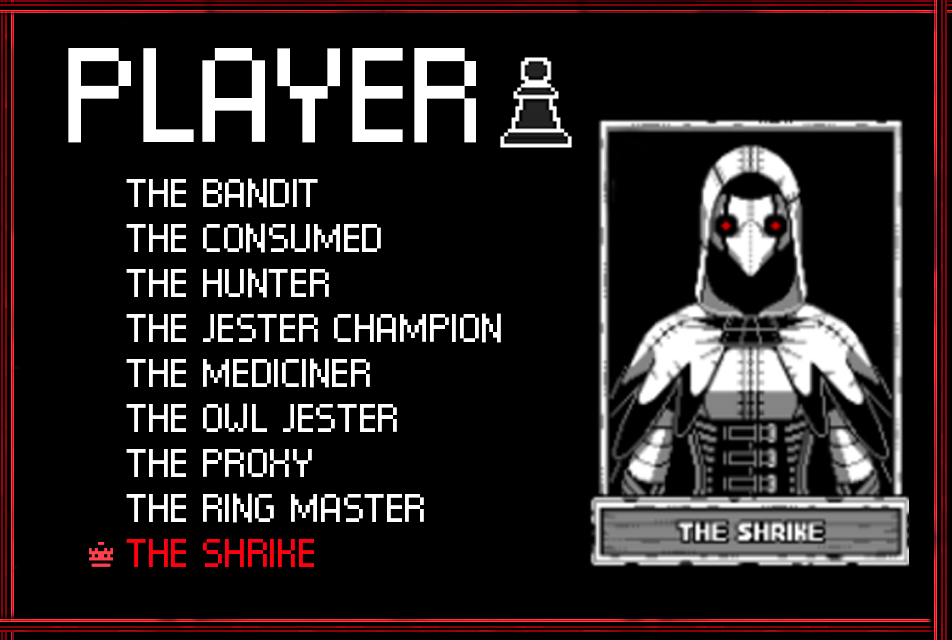 PLAYER
THE BANDIT
THE CONSUMED
THE HUNTER
THE JESTER CHAMPION
THE MEDICINER
THE OWL JESTER
THE PROXY
THE RING MASTER
THE SHRIKE
THE SHRIKE